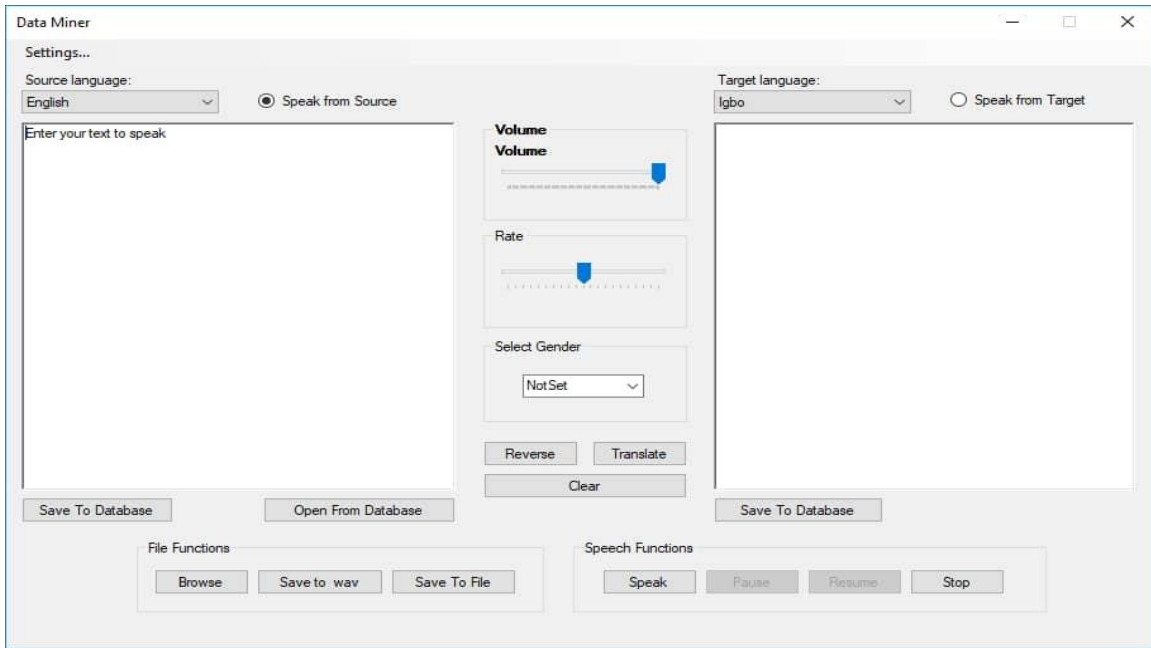 Data Miner
Settings...
Source language:
English
Speak from Source
Target language:
Igbo
Speak from Target
Enter your text to speak
Volume
Volume
Rate
Select Gender
NotSet
Reverse
Translate
Clear
Save To Database
Open From Database
Save To Database
File Functions
Browse
Save to wav
Save To File
Speech Functions
Speak
Pause
Resume
Stop